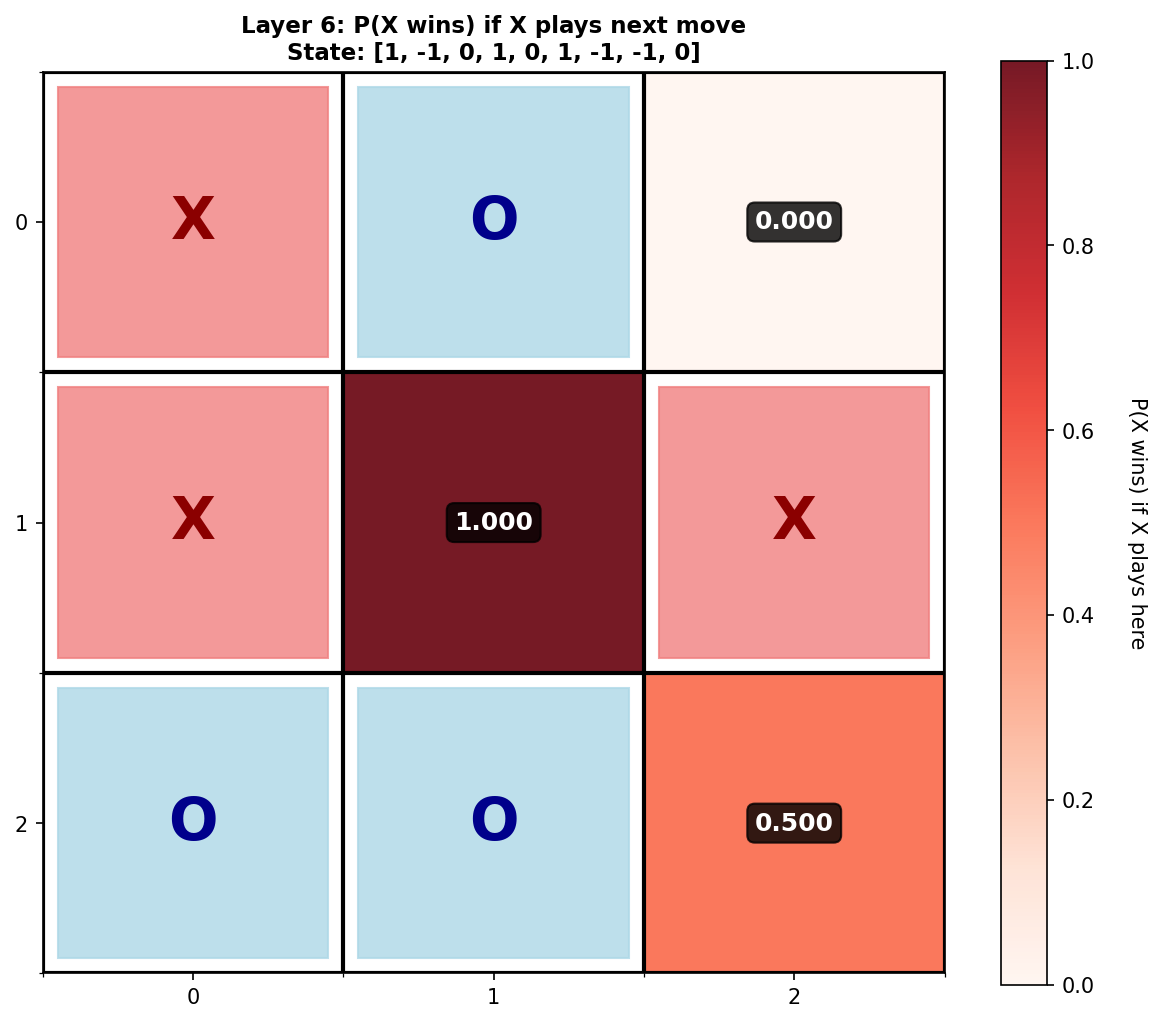 Layer 6: P(X wins) if X plays next move
State: [1, -1, 0, 1, 0, 1, -1, -1, 0]
0
X
O
0.000
1
X
1.000
X
2
O
O
0.500
0
1
2
1.0
0.8
0.6
0.4
0.2
0.0
P(X wins) if X plays here